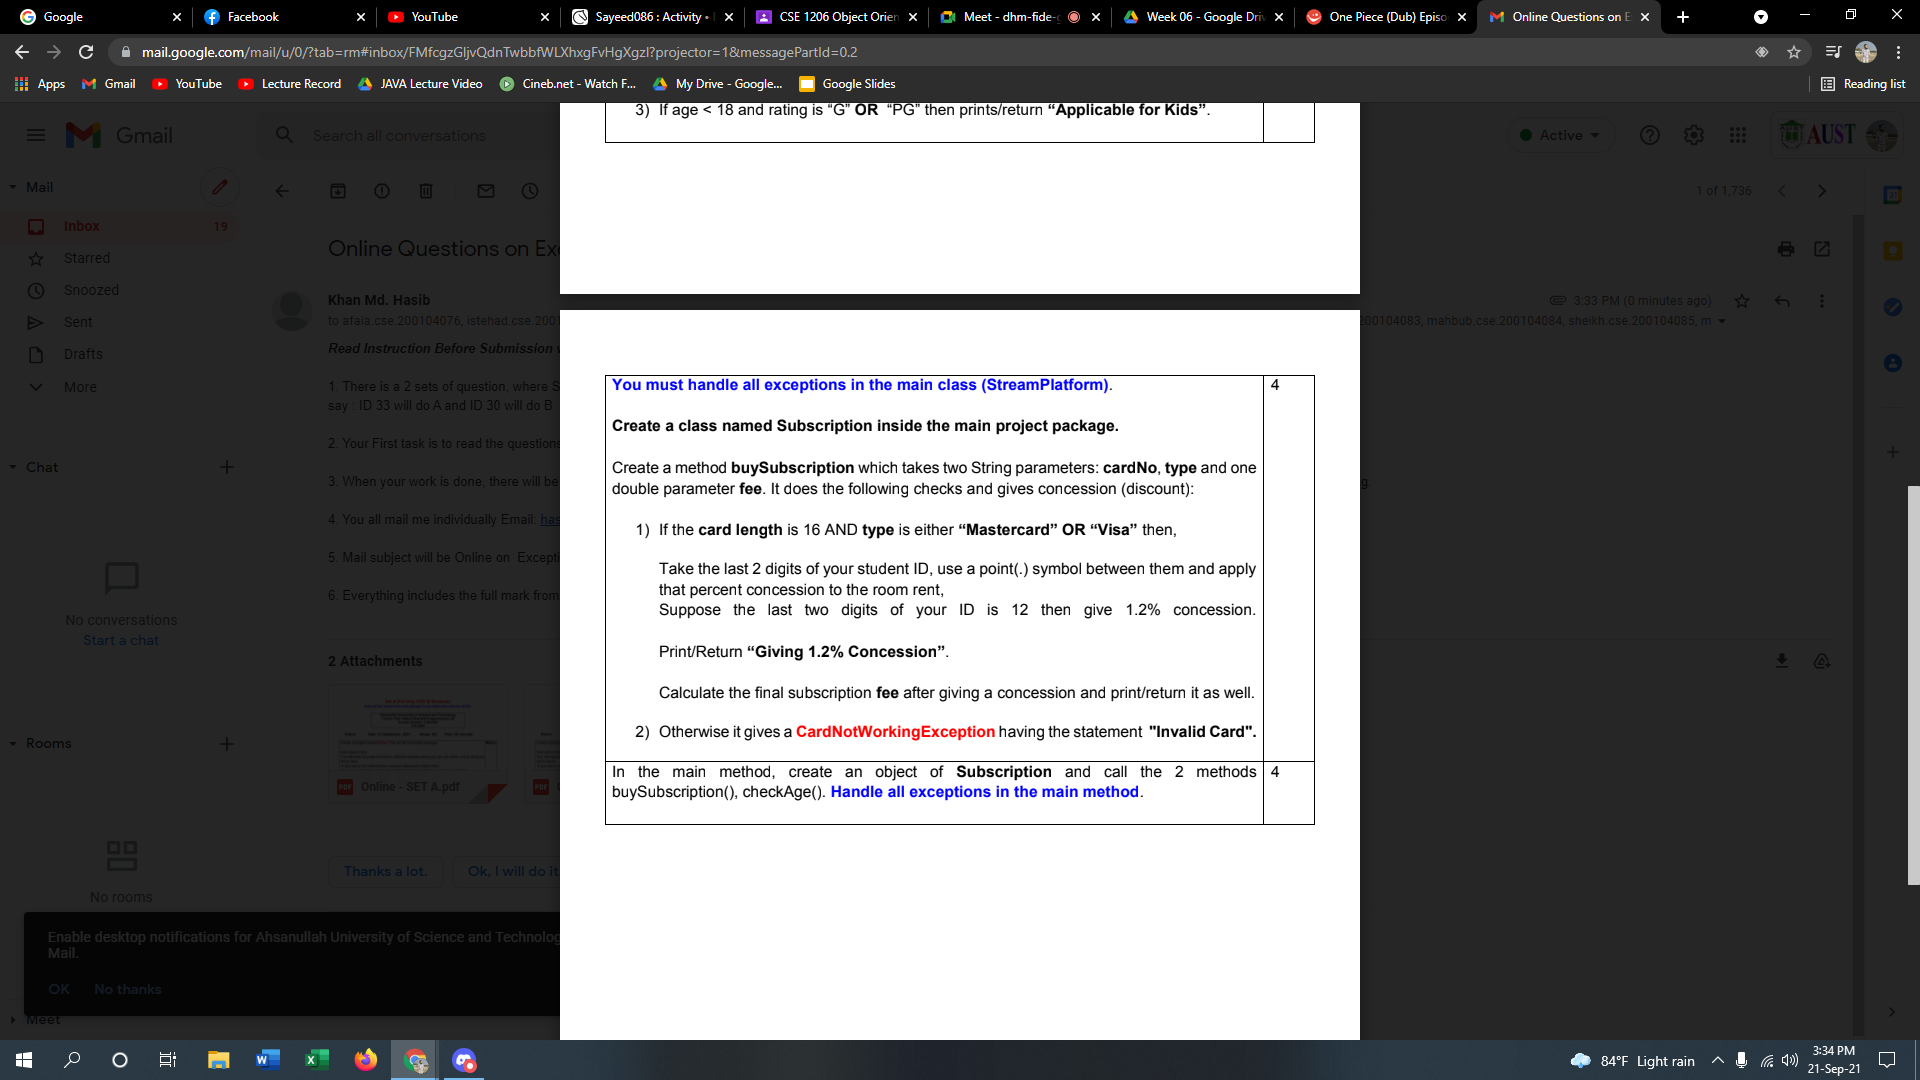 Google
Facebook
YouTube
Sayeed086 : Activity •
CSE 1206 Object Orien
Meet - dhm-fide-
Week 06 - Google Dri
One Piece (Dub) Episo
Online Questions on E
mail.google.com/mail/u/0/?tab=rm#inbox/FMfcgzGljvQdnTwbbfWLXhxgFvHgXgzl?projector=1&messagePartId=0.2
Apps
Gmail
YouTube
Lecture Record
JAVA Lecture Video
Cineb.net - Watch F...
My Drive - Google...
Google Slides
Reading list
3) If age < 18 and rating is “G” OR “PG” then prints/return “Applicable for Kids”.
Gmail
Search all conversations
Active
AUST
Mail
1 of 1,736
Inbox 19
Online Questions on Ex
Starred
Snoozed
Khan Md. Hasib
3:33 PM (0 minutes ago)
Sent
to afaia.cse.200104076, istehad.cse.200
200104083, mahbub.cse.200104084, sheikh.cse.200104085, m
Drafts
Read Instruction Before Submission
More
1. There is a 2 sets of question, where S
say : ID 33 will do A and ID 30 will do B
2. Your First task is to read the questions
Chat
3. When your work is done, there will be
4. You all mail me individually Email: has
5. Mail subject will be Online on Excepti
6. Everything includes the full mark from
No conversations
Start a chat
2 Attachments
Rooms
Online - SET A.pdf
Thanks a lot.
Ok, I will do it
No rooms
Enable desktop notifications for Ahsanullah University of Science and Technolog
Mail.
OK No thanks
Meet
You must handle all exceptions in the main class (StreamPlatform). 4
Create a class named Subscription inside the main project package.
Create a method buySubscription which takes two String parameters: cardNo, type and one
double parameter fee. It does the following checks and gives concession (discount):
1) If the card length is 16 AND type is either “Mastercard” OR “Visa” then,
Take the last 2 digits of your student ID, use a point(.) symbol between them and apply
that percent concession to the room rent,
Suppose the last two digits of your ID is 12 then give 1.2% concession.
Print/Return “Giving 1.2% Concession”.
Calculate the final subscription fee after giving a concession and print/return it as well.
2) Otherwise it gives a CardNotWorkingException having the statement "Invalid Card".
In the main method, create an object of Subscription and call the 2 methods 4
buySubscription(), checkAge(). Handle all exceptions in the main method.
84°F Light rain
3:34 PM
21-Sep-21